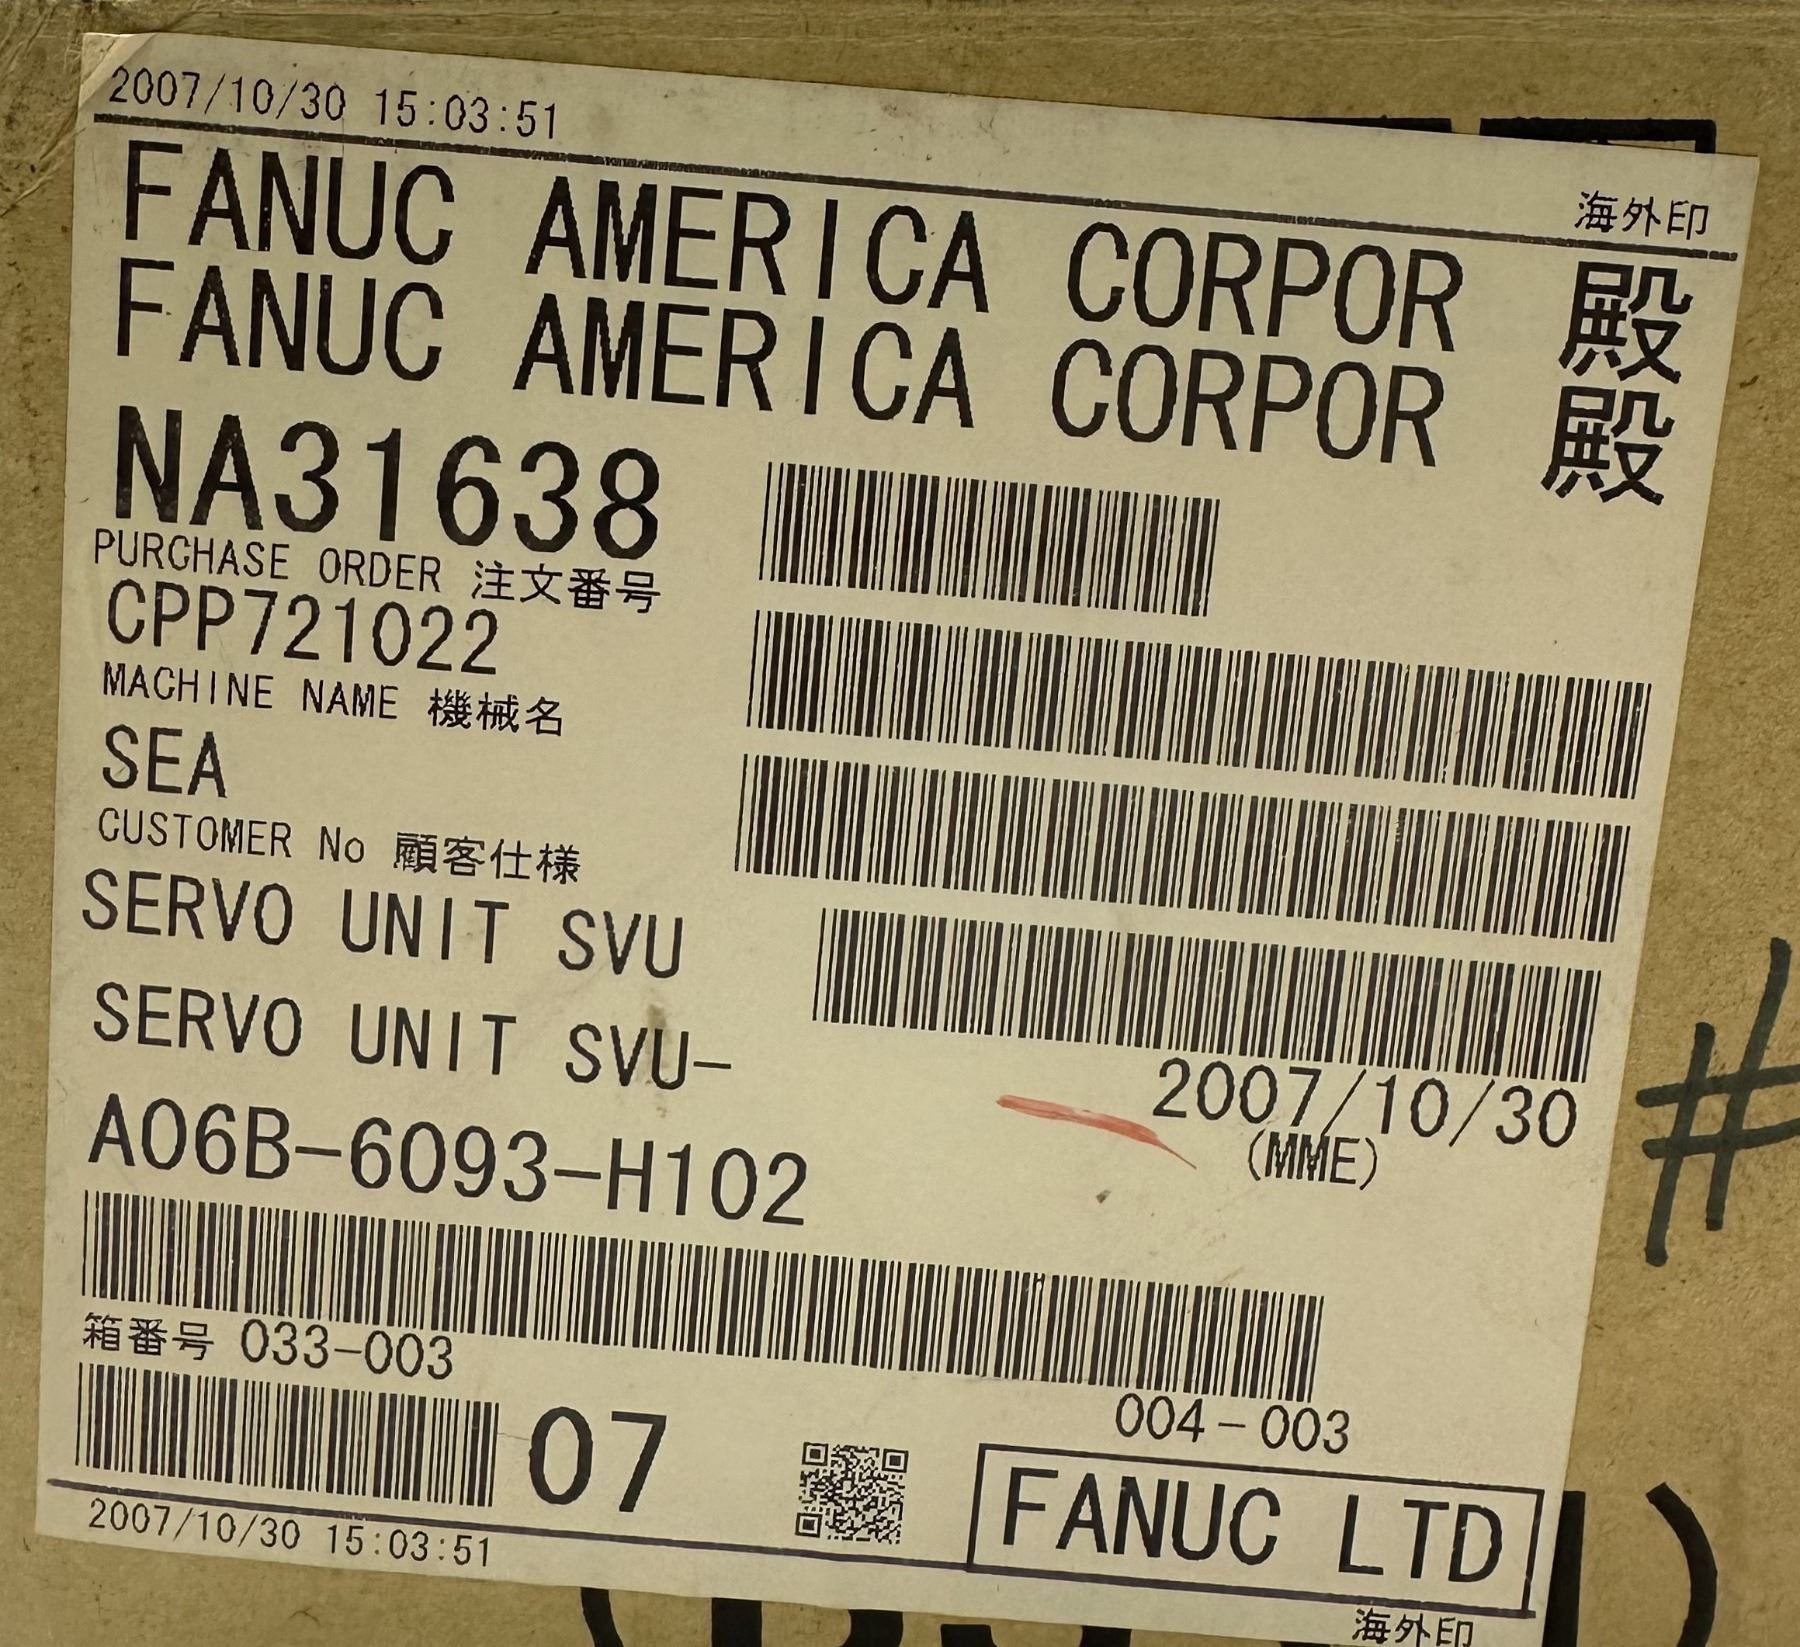 2007/10/30 15:03:51
海外印
FANUC AMERICA CORPOR 殿
FANUC AMERICA CORPOR 殿
NA31638
PURCHASE ORDER 注文番号
CPP721022
MACHINE NAME 機械名
SEA
CUSTOMER No 顧客仕様
SERVO UNIT SVU
SERVO UNIT SVU-
2007/10/30
(MME)
A06B-6093-H102
箱番号 033-003
004-003
07
FANUC LTD
2007/10/30 15:03:51
海外印
#